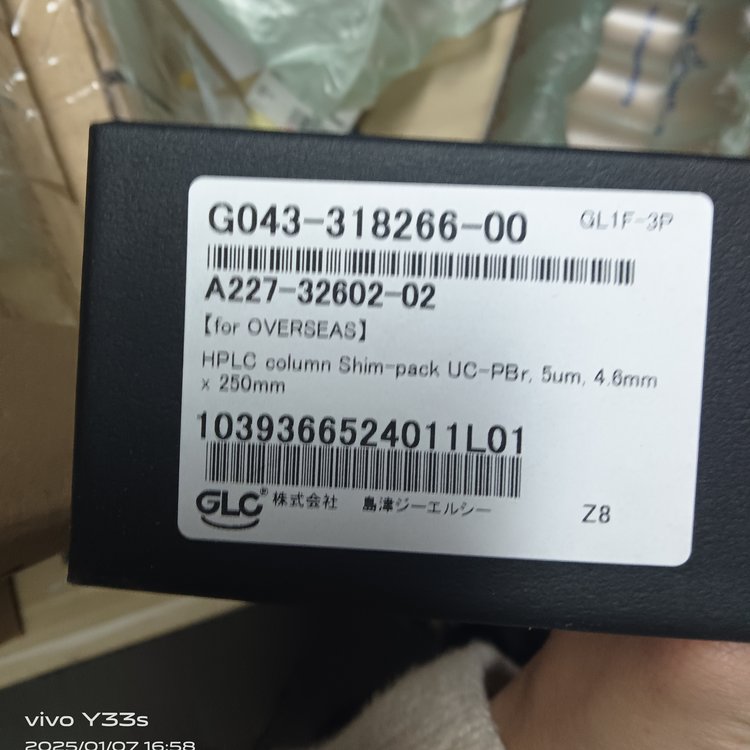 G043-318266-00 GL1F-3P
A227-32602-02
【for OVERSEAS】
HPLC column Shim-pack UC-PBr, 5um, 4.6mm
x 250mm
1039366524011L01
GLC® 株式会社 島津ジーエルシー Z8
vivo Y33s
2025/01/07 16:58